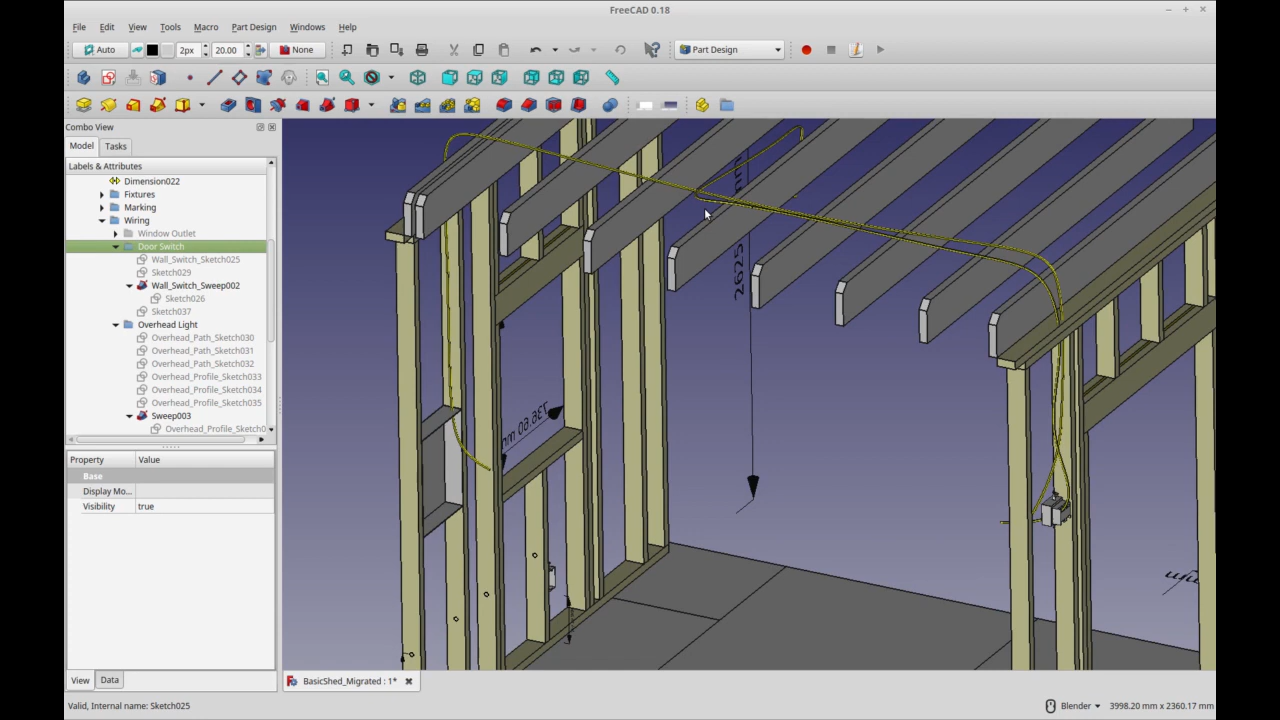 FreeCAD 0.18
File Edit View Tools Macro Part Design Windows Help
Auto 2px 20.00 None Part Design
Combo View
Model Tasks
Labels & Attributes
Dimension022
Fixtures
Marking
Wiring
Window Outlet
Door Switch
Wall_Switch_Sketch025
Sketch029
Wall_Switch_Sweep002
Sketch026
Sketch037
Overhead Light
Overhead_Path_Sketch030
Overhead_Path_Sketch031
Overhead_Path_Sketch032
Overhead_Profile_Sketch033
Overhead_Profile_Sketch034
Overhead_Profile_Sketch035
Sweep003
Overhead_Profile_Sketch0
Property Value
Base
Display Mo...
Visibility true
View Data
BasicShed_Migrated : 1*
Valid, Internal name: Sketch025
Blender 3998.20 mm x 2360.17 mm